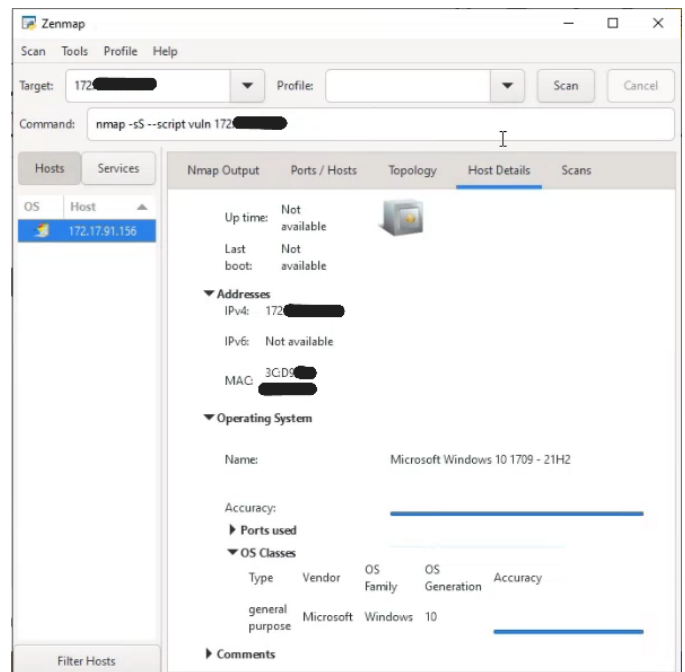 Zenmap
Scan Tools Profile Help
Target: 172. Profile: Scan Cancel
Command: nmap -sS --script vuln 172.
Hosts Services
Nmap Output Ports / Hosts Topology Host Details Scans
OS Host
172.17.91.156
Up time: Not available
Last boot: Not available
Addresses
IPv4: 172
IPv6: Not available
MAC: 3C:D9
Operating System
Name: Microsoft Windows 10 1709 - 21H2
Accuracy:
Ports used
OS Classes
Type Vendor OS Family OS Generation Accuracy
general purpose Microsoft Windows 10
Comments
Filter Hosts